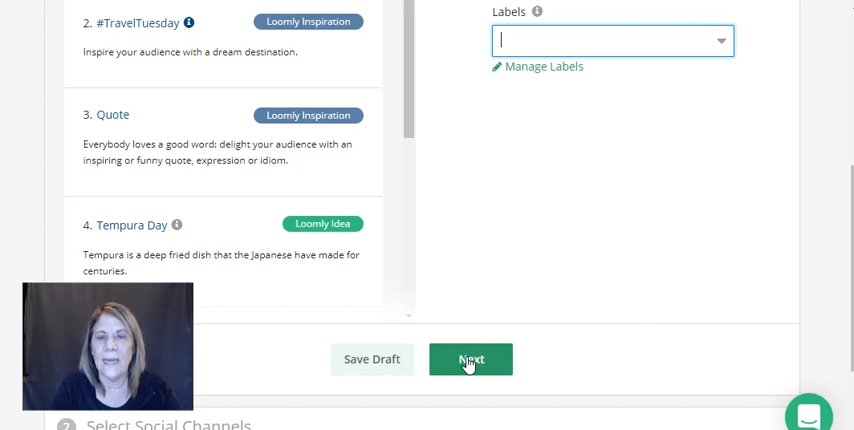 Labels
2. #TravelTuesday
Loomly Inspiration
Inspire your audience with a dream destination.
Manage Labels
3. Quote
Loomly Inspiration
Everybody loves a good word: delight your audience with an
inspiring or funny quote, expression or idiom.
4. Tempura Day
Loomly Idea
Tempura is a deep fried dish that the Japanese have made for
centuries.
Save Draft
Next
2 Select Social Channels